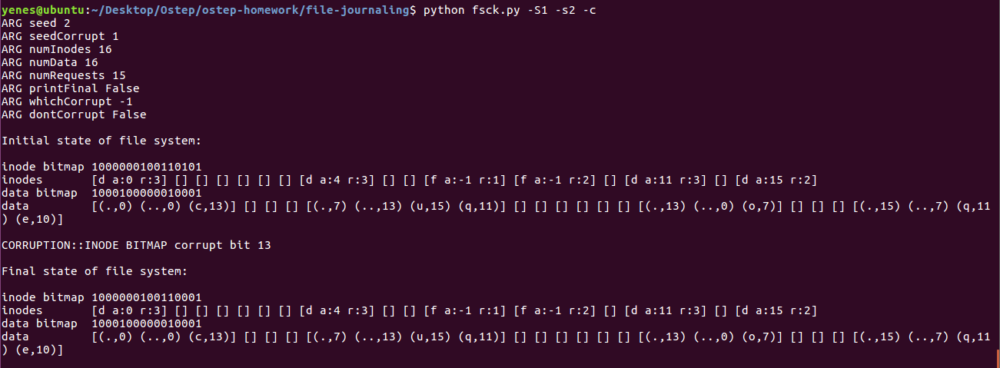 yenes@ubuntu:~/Desktop/Ostep/ostep-homework/file-journaling$ python fsck.py -S1 -s2 -c
ARG seed 2
ARG seedCorrupt 1
ARG numInodes 16
ARG numData 16
ARG numRequests 15
ARG printFinal False
ARG whichCorrupt -1
ARG dontCorrupt False
Initial state of file system:
inode bitmap 1000000100110101
inodes       [d a:0 r:3] [] [] [] [] [] [] [d a:4 r:3] [] [] [f a:-1 r:1] [f a:-1 r:2] [] [d a:11 r:3] [] [d a:15 r:2]
data bitmap  1000100000010001
data         [(.,0) (..,0) (c,13)] [] [] [] [(.,7) (..,13) (u,15) (q,11)] [] [] [] [] [] [] [(.,13) (..,0) (o,7)] [] [] [] [(.,15) (..,7) (q,11
) (e,10)]
CORRUPTION::INODE BITMAP corrupt bit 13
Final state of file system:
inode bitmap 1000000100110001
inodes       [d a:0 r:3] [] [] [] [] [] [] [d a:4 r:3] [] [] [f a:-1 r:1] [f a:-1 r:2] [] [d a:11 r:3] [] [d a:15 r:2]
data bitmap  1000100000010001
data         [(.,0) (..,0) (c,13)] [] [] [] [(.,7) (..,13) (u,15) (q,11)] [] [] [] [] [] [] [(.,13) (..,0) (o,7)] [] [] [] [(.,15) (..,7) (q,11
) (e,10)]